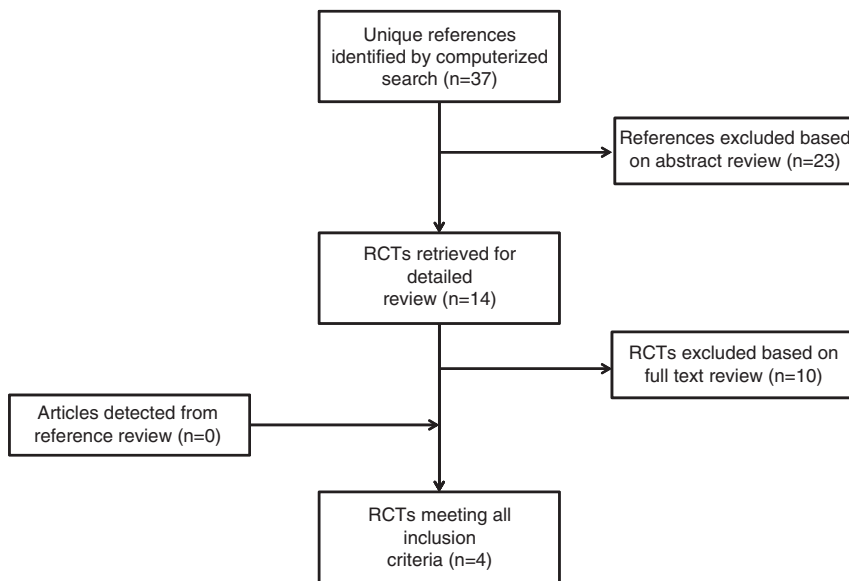 Unique references
identified by computerized
search (n=37)
References excluded based
on abstract review (n=23)
RCTs retrieved for
detailed
review (n=14)
RCTs excluded based on
full text review (n=10)
Articles detected from
reference review (n=0)
RCTs meeting all
inclusion
criteria (n=4)